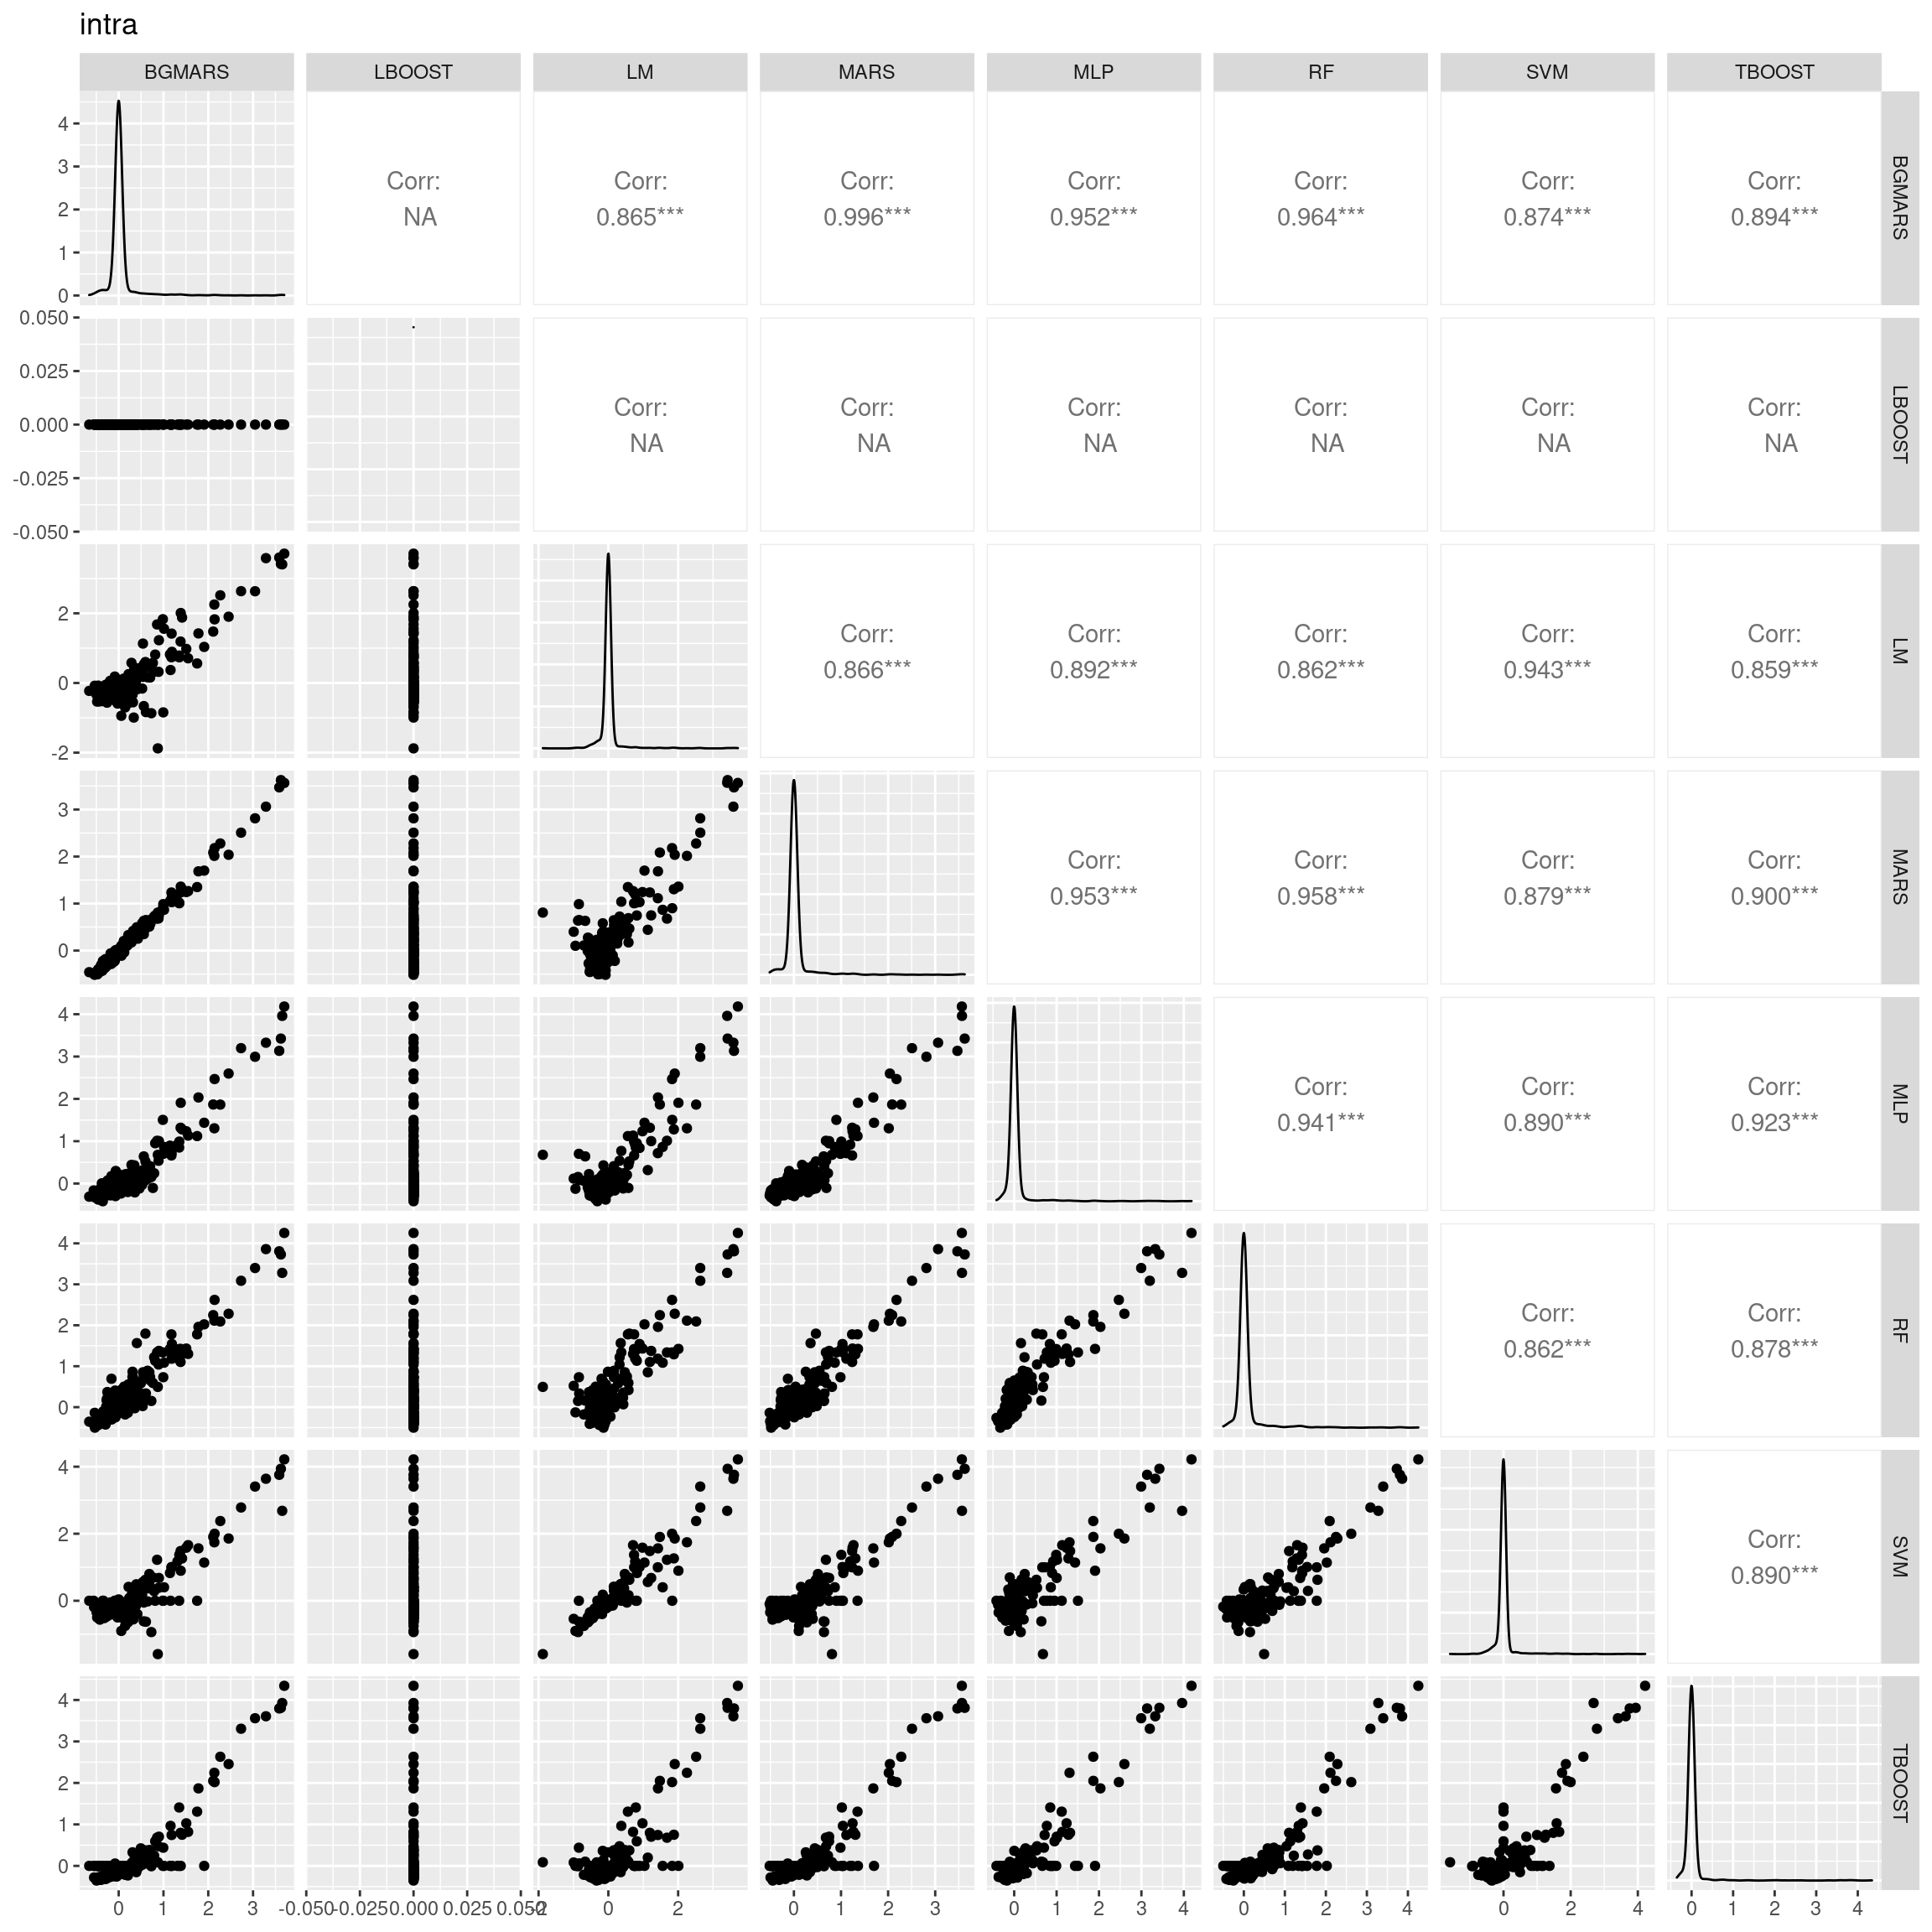 intra
BGMARS LBOOST LM MARS MLP RF SVM TBOOST
4
3
2
1
0
Corr:
NA
Corr:
0.865***
Corr:
0.996***
Corr:
0.952***
Corr:
0.964***
Corr:
0.874***
Corr:
0.894***
BGMARS
0.050
0.025
0.000
-0.025
-0.050
Corr:
NA
Corr:
NA
Corr:
NA
Corr:
NA
Corr:
NA
Corr:
NA
LBOOST
2
0
-2
Corr:
0.866***
Corr:
0.892***
Corr:
0.862***
Corr:
0.943***
Corr:
0.859***
LM
3
2
1
0
Corr:
0.953***
Corr:
0.958***
Corr:
0.879***
Corr:
0.900***
MARS
4
3
2
1
0
Corr:
0.941***
Corr:
0.890***
Corr:
0.923***
MLP
4
3
2
1
0
Corr:
0.862***
Corr:
0.878***
RF
4
2
0
Corr:
0.890***
SVM
4
3
2
1
0
TBOOST
0 1 2 3 -0.050 -0.025 0.000 0.025 0.050 -2 0 2 0 1 2 3 0 1 2 3 4 0 1 2 3 4 0 2 4 0 1 2 3 4